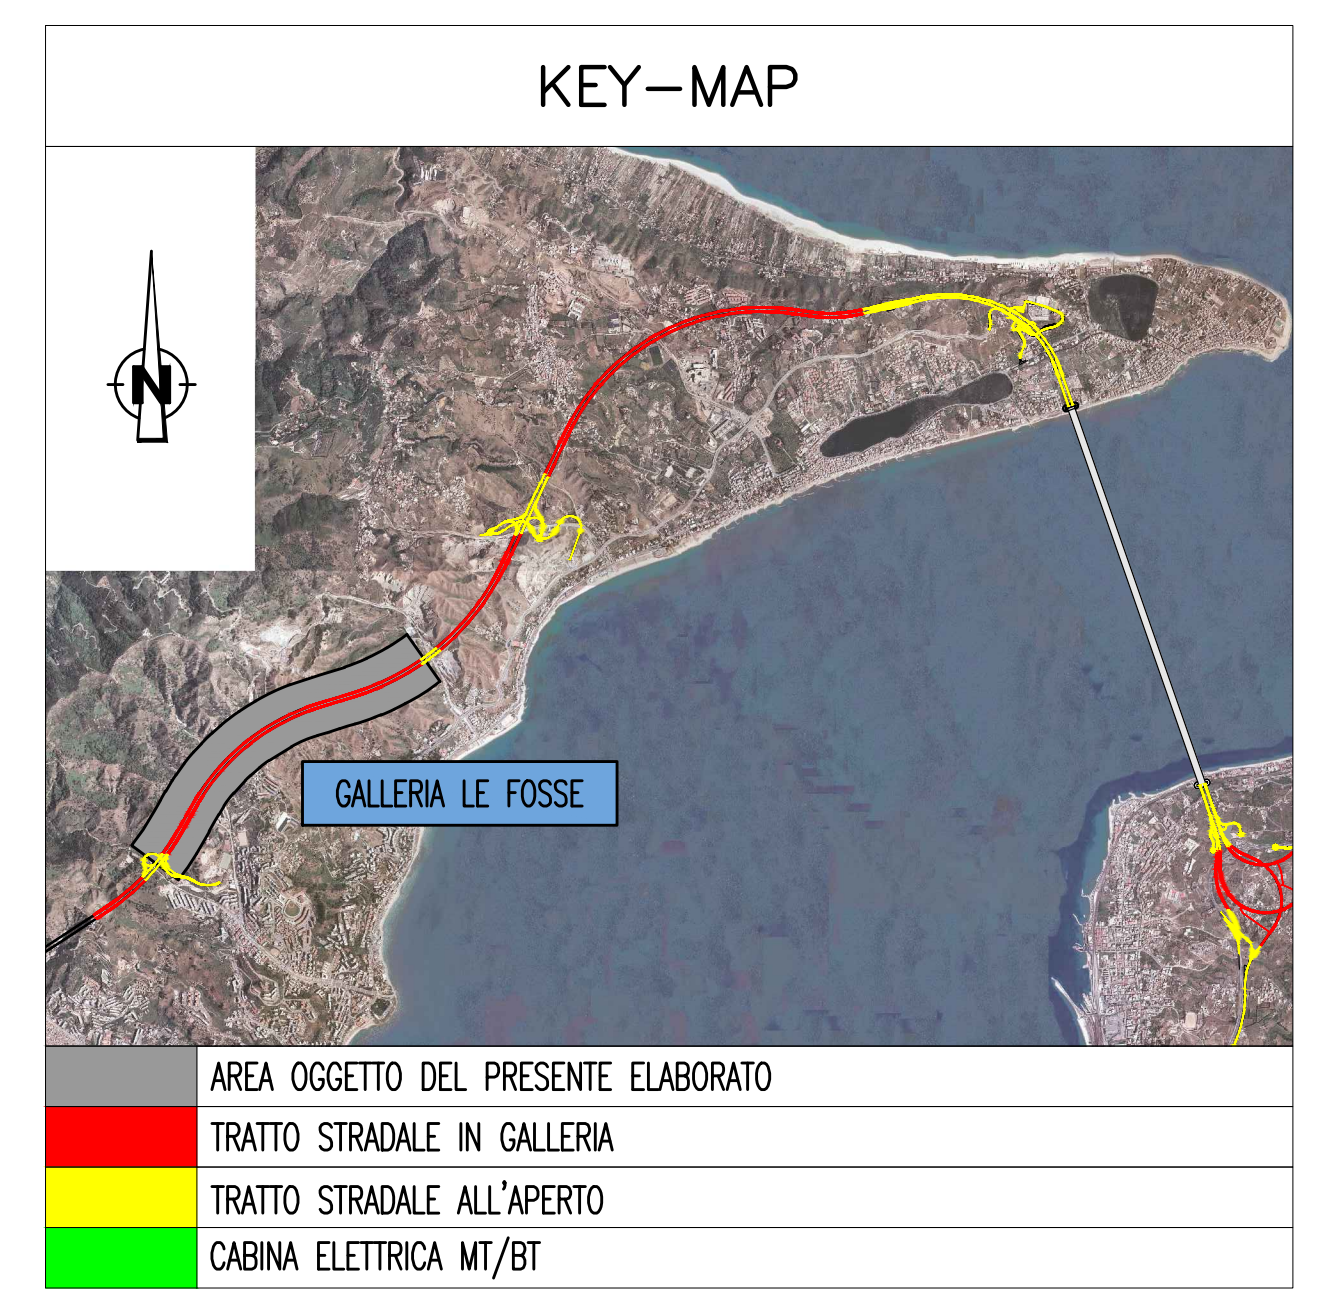 KEY-MAP
N
GALLERIA LE FOSSE
AREA OGGETTO DEL PRESENTE ELABORATO
TRATTO STRADALE IN GALLERIA
TRATTO STRADALE ALL'APERTO
CABINA ELETTRICA MT/BT